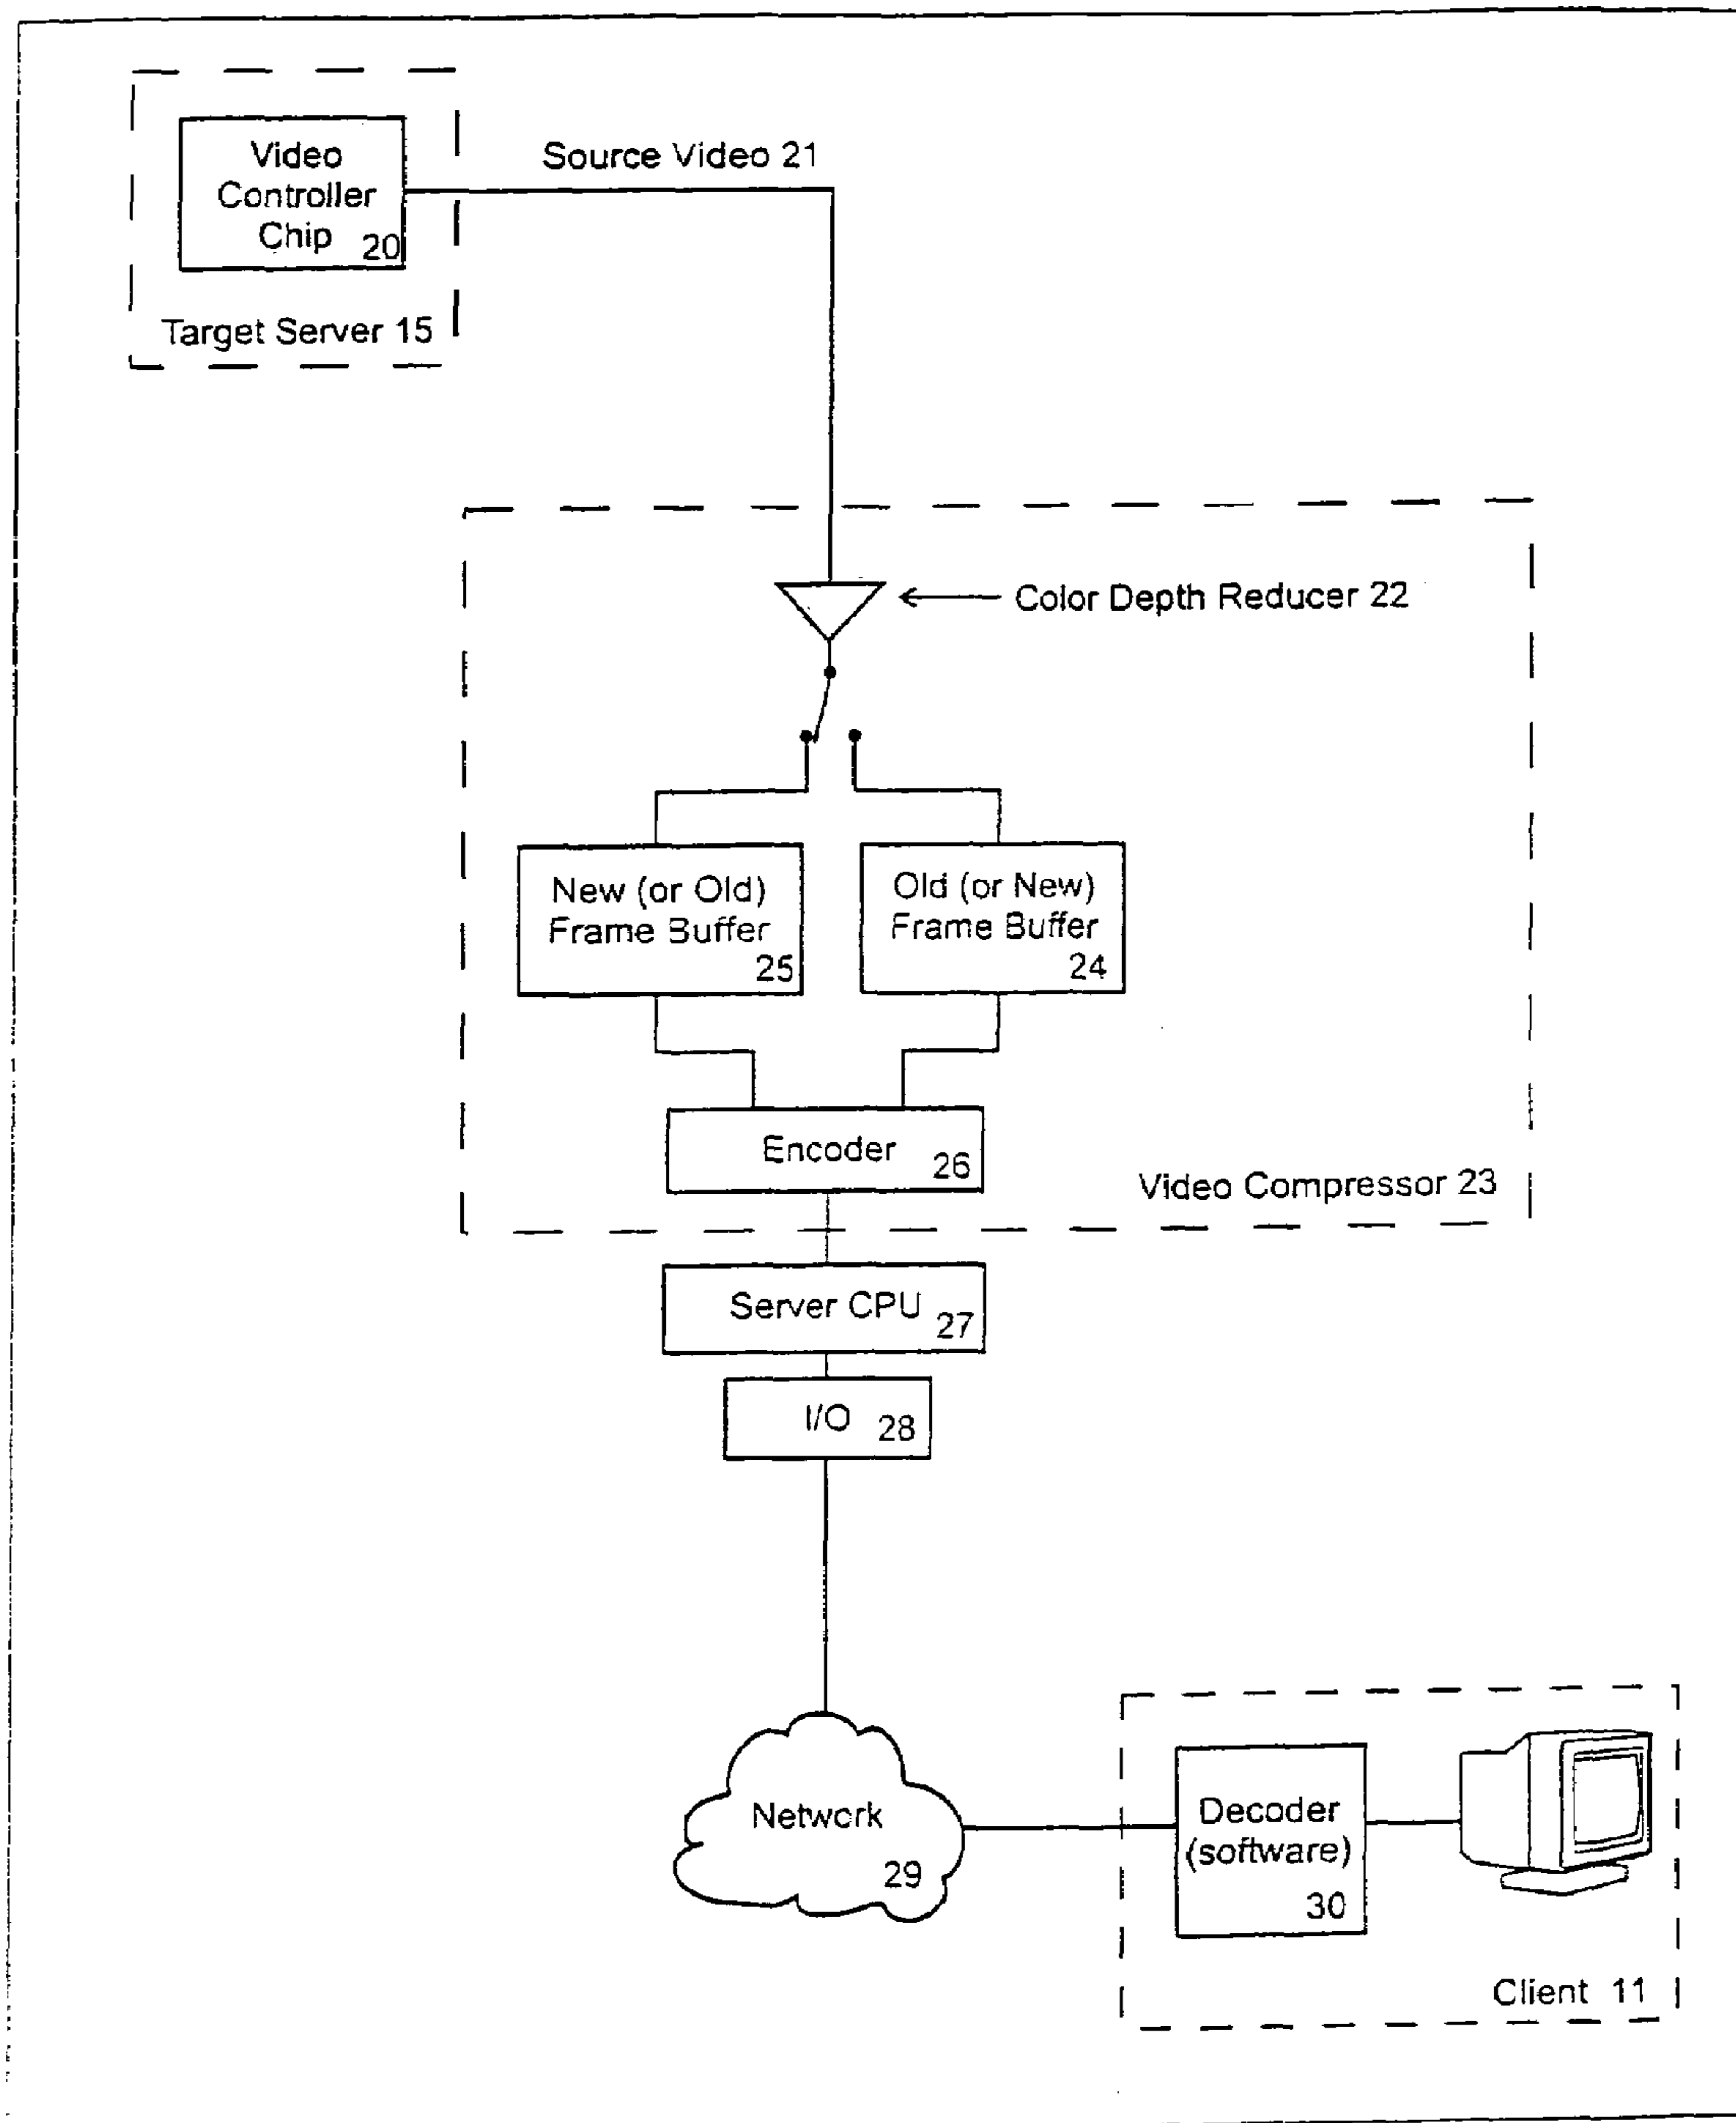 Video
Controller
Chip 20
Target Server 15
Source Video 21
Color Depth Reducer 22
New (or Old)
Frame Buffer
25
Old (or New)
Frame Buffer
24
Encoder 26
Video Compressor 23
Server CPU 27
I/O 28
Network
29
Decoder
(software)
30
Client 11